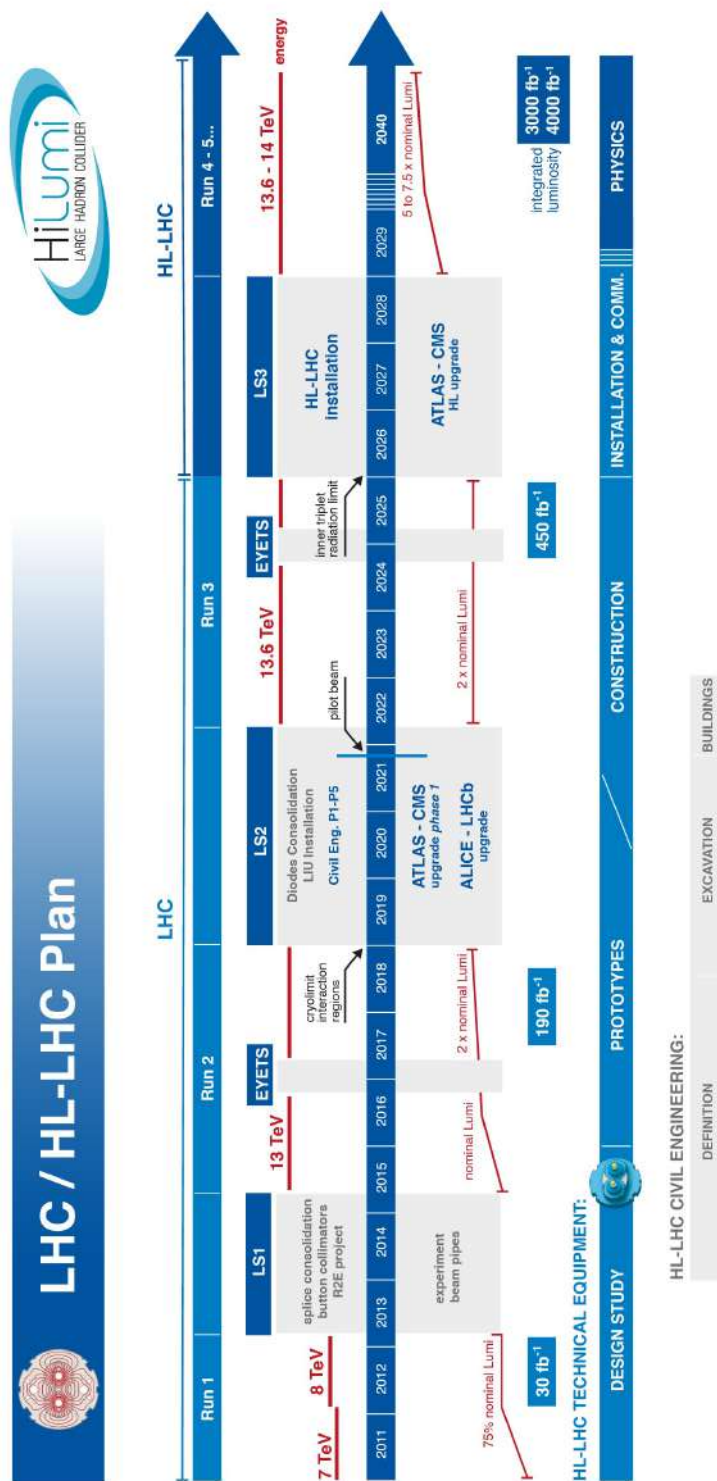 LHC / HL-LHC Plan
HiLumi
LARGE HADRON COLLIDER
LHC
HL-LHC
Run 1
Run 2
Run 3
Run 4 - 5...
LS1
EYETS
LS2
EYETS
LS3
7 TeV
8 TeV
13 TeV
13.6 TeV
13.6 - 14 TeV
energy
splice consolidation
button collimators
R2E project
cryolimit
interaction
regions
Diodes Consolidation
LIU Installation
Civil Eng. P1-P5
pilot beam
inner triplet
radiation limit
HL-LHC
installation
2011
2012
2013
2014
2015
2016
2017
2018
2019
2020
2021
2022
2023
2024
2025
2026
2027
2028
2029
2040
75% nominal Lumi
experiment
beam pipes
nominal Lumi
2 x nominal Lumi
ATLAS - CMS
upgrade phase 1
ALICE - LHCb
upgrade
2 x nominal Lumi
ATLAS - CMS
HL upgrade
5 to 7.5 x nominal Lumi
30 fb-1
190 fb-1
450 fb-1
integrated
luminosity
3000 fb-1
4000 fb-1
HL-LHC TECHNICAL EQUIPMENT:
DESIGN STUDY
PROTOTYPES
CONSTRUCTION
INSTALLATION & COMM.
PHYSICS
HL-LHC CIVIL ENGINEERING:
DEFINITION
EXCAVATION
BUILDINGS